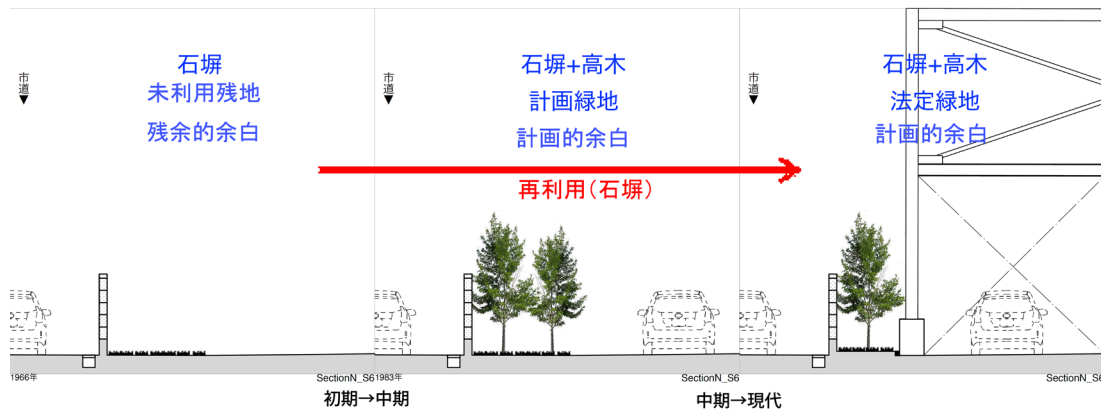 石塀
未利用残地
残余的余白
市道
石塀+高木
計画緑地
計画的余白
市道
石塀+高木
法定緑地
計画的余白
市道
再利用(石塀)
1966年
SectionN_S6
1983年
SectionN_S6
SectionN_S6
初期→中期
中期→現代